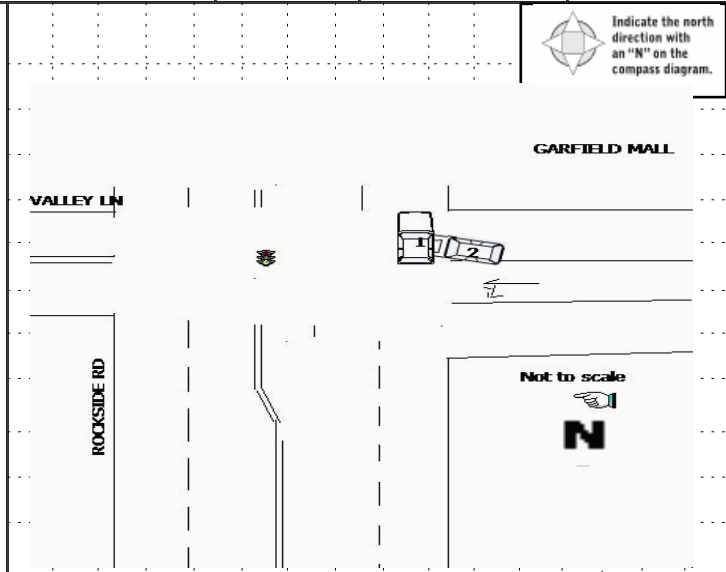 Indicate the north
direction with
an “N” on the
compass diagram.
GARFIELD MALL
VALLEY LN
1
2
ROCKSIDE RD
Not to scale
N